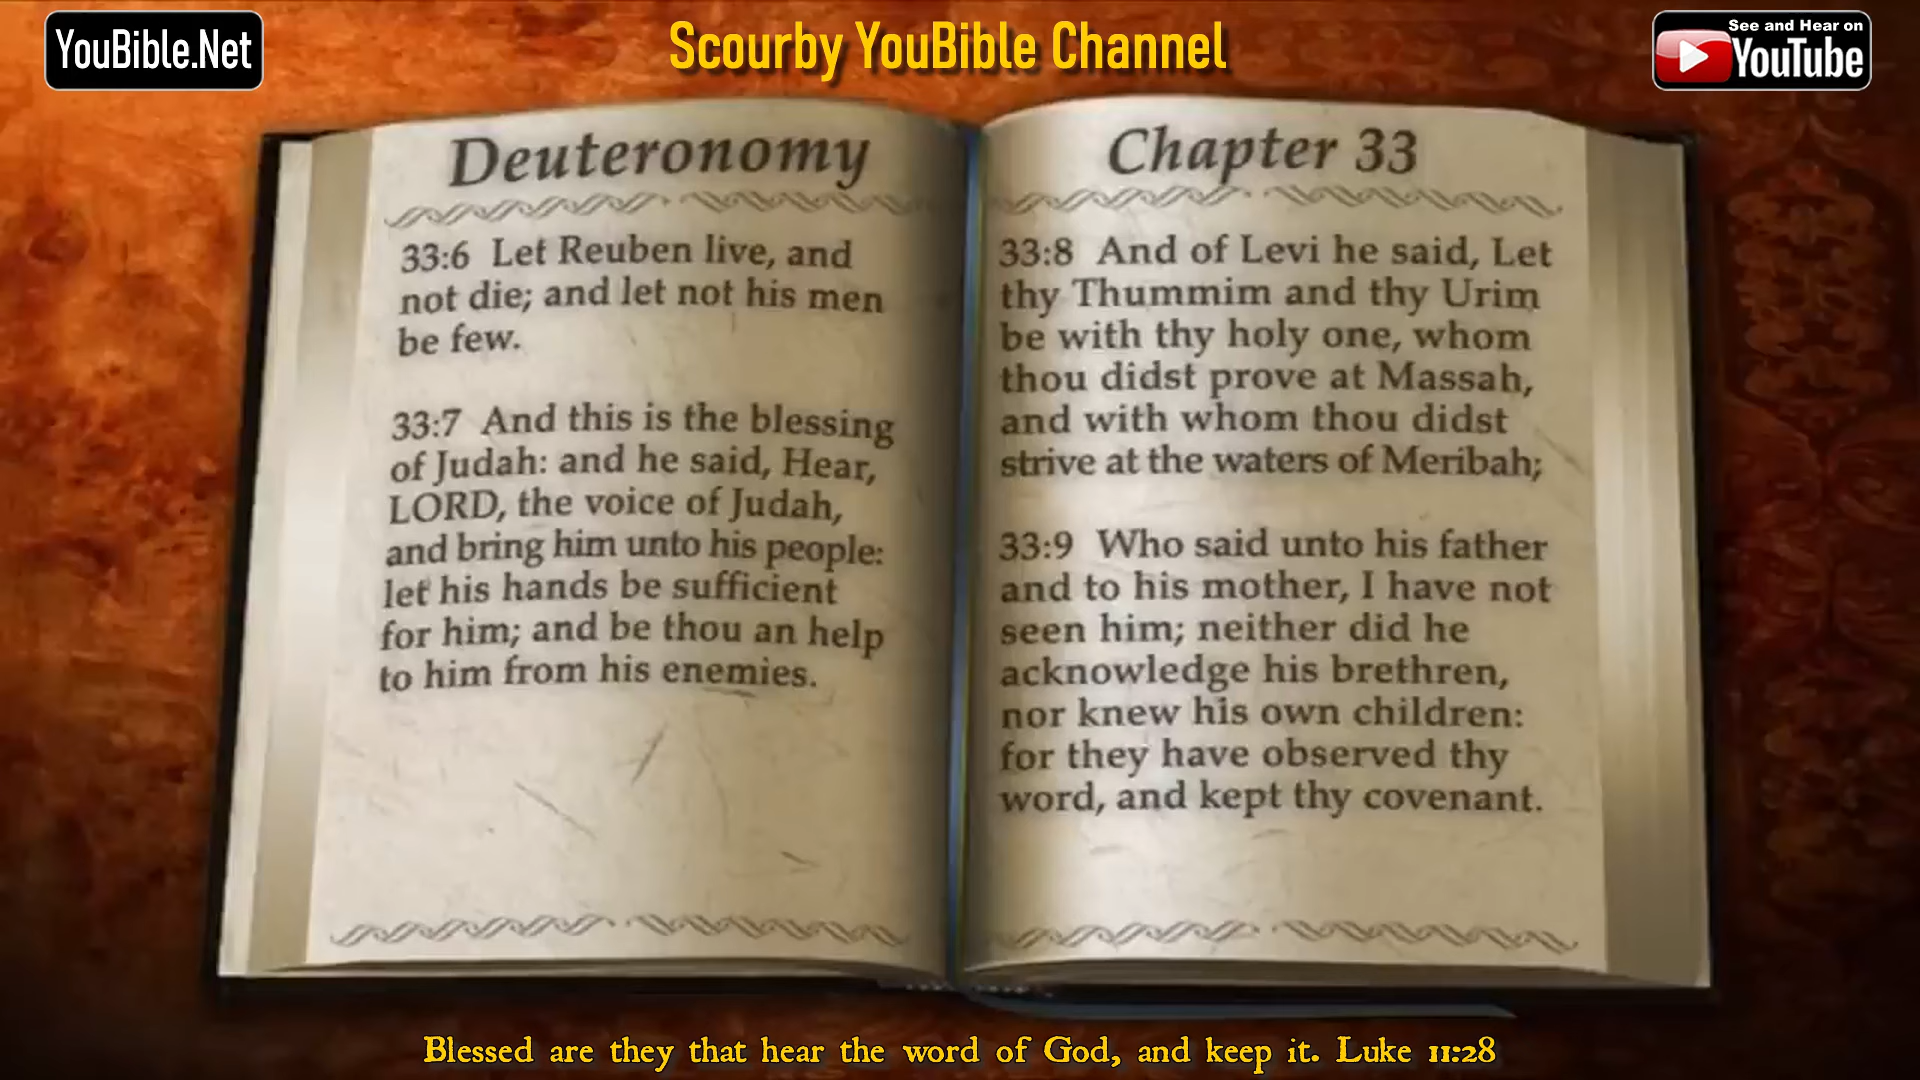 YouBible.Net
Scourby YouBible Channel
See and Hear on
YouTube
Deuteronomy
33:6 Let Reuben live, and
not die; and let not his men
be few.
33:7 And this is the blessing
of Judah: and he said, Hear,
LORD, the voice of Judah,
and bring him unto his people:
let his hands be sufficient
for him; and be thou an help
to him from his enemies.
Chapter 33
33:8 And of Levi he said, Let
thy Thummim and thy Urim
be with thy holy one, whom
thou didst prove at Massah,
and with whom thou didst
strive at the waters of Meribah;
33:9 Who said unto his father
and to his mother, I have not
seen him; neither did he
acknowledge his brethren,
nor knew his own children:
for they have observed thy
word, and kept thy covenant.
Blessed are they that hear the word of God, and keep it. Luke 11:28